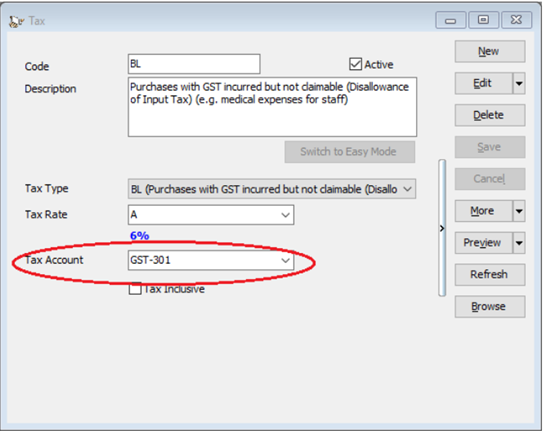 Tax
Code
BL
Active
Description
Purchases with GST incurred but not claimable (Disallowance
of Input Tax) (e.g. medical expenses for staff)
Switch to Easy Mode
Tax Type
BL (Purchases with GST incurred but not claimable (Disallo
Tax Rate
A
6%
Tax Account
GST-301
Tax Inclusive
New
Edit
Delete
Save
Cancel
More
Preview
Refresh
Browse